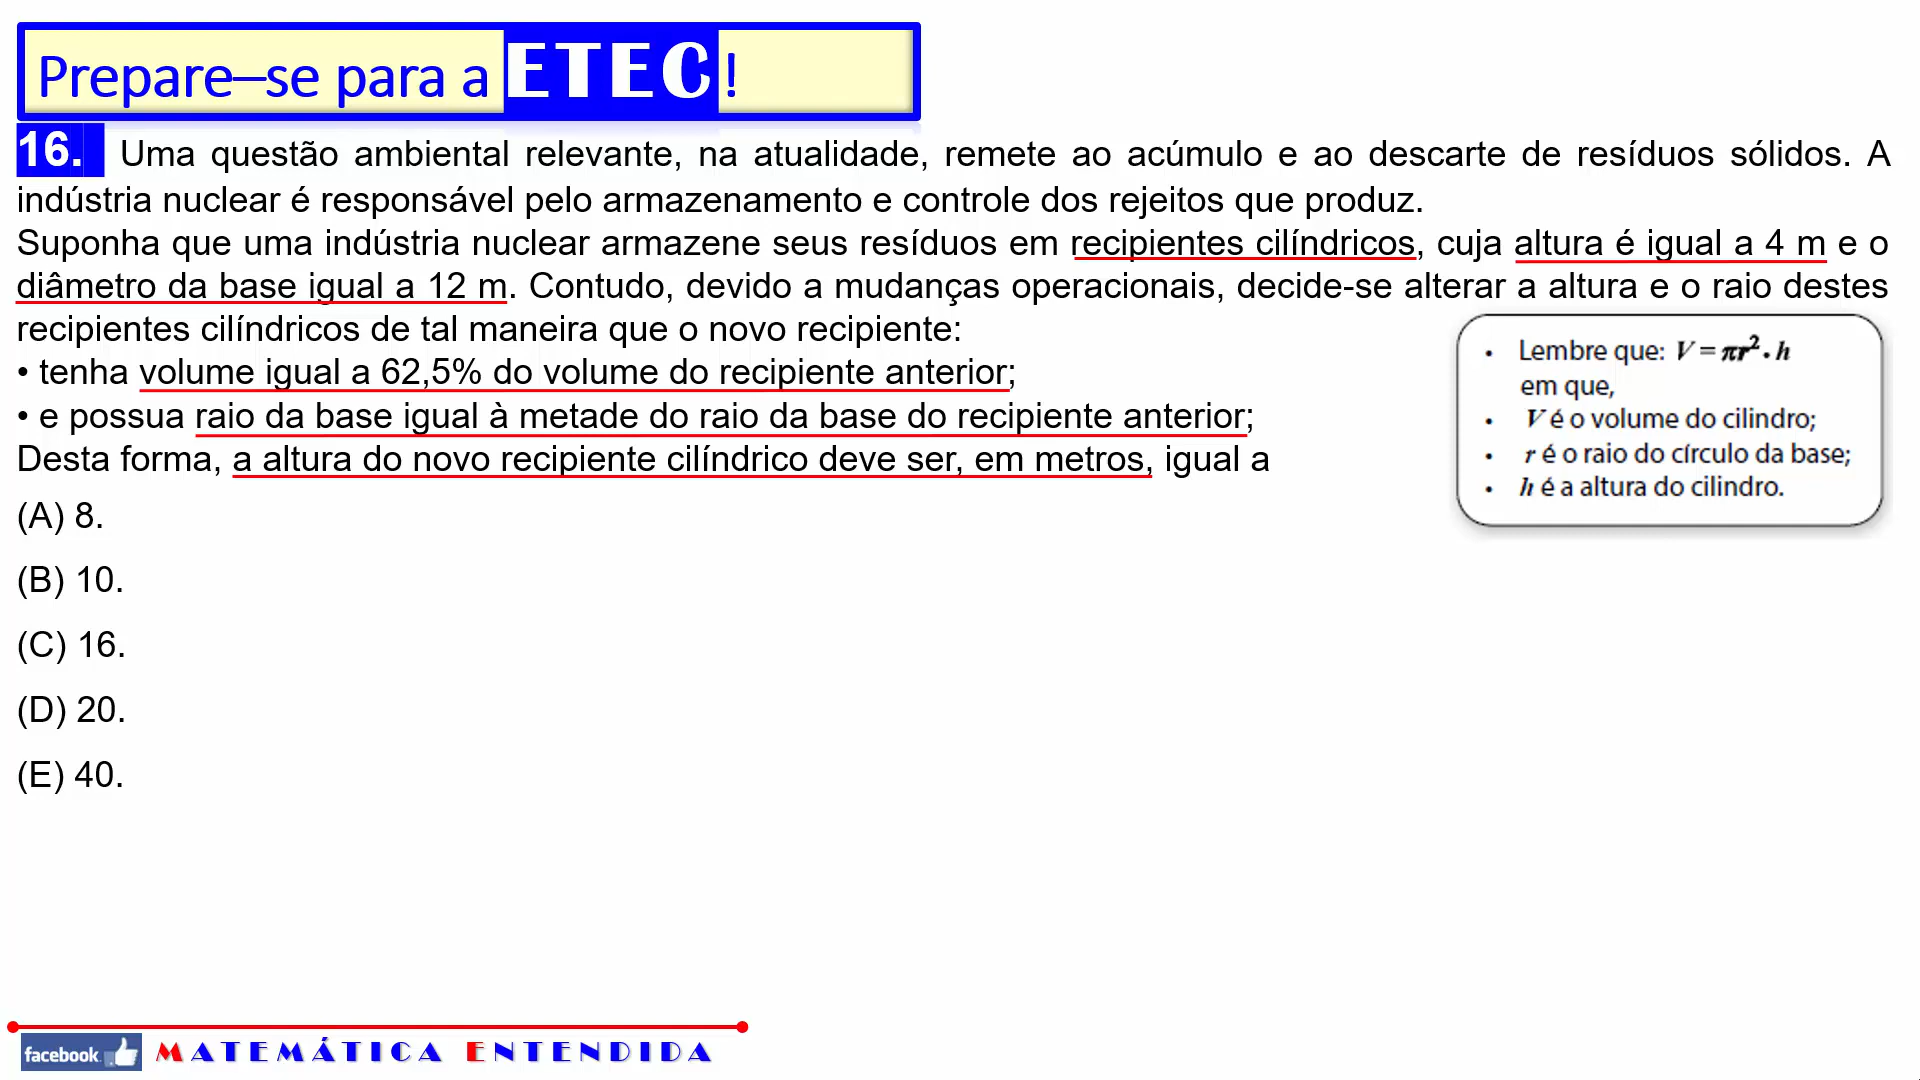 Prepare–se para a ETEC!
16. Uma questão ambiental relevante, na atualidade, remete ao acúmulo e ao descarte de resíduos sólidos. A
indústria nuclear é responsável pelo armazenamento e controle dos rejeitos que produz.
Suponha que uma indústria nuclear armazene seus resíduos em recipientes cilíndricos, cuja altura é igual a 4 m e o
diâmetro da base igual a 12 m. Contudo, devido a mudanças operacionais, decide-se alterar a altura e o raio destes
recipientes cilíndricos de tal maneira que o novo recipiente:
• tenha volume igual a 62,5% do volume do recipiente anterior;
• e possua raio da base igual à metade do raio da base do recipiente anterior;
Desta forma, a altura do novo recipiente cilíndrico deve ser, em metros, igual a
• Lembre que: V = πr² · h
em que,
• V é o volume do cilindro;
• r é o raio do círculo da base;
• h é a altura do cilindro.
(A) 8.
(B) 10.
(C) 16.
(D) 20.
(E) 40.
facebook MATEMÁTICA ENTENDIDA